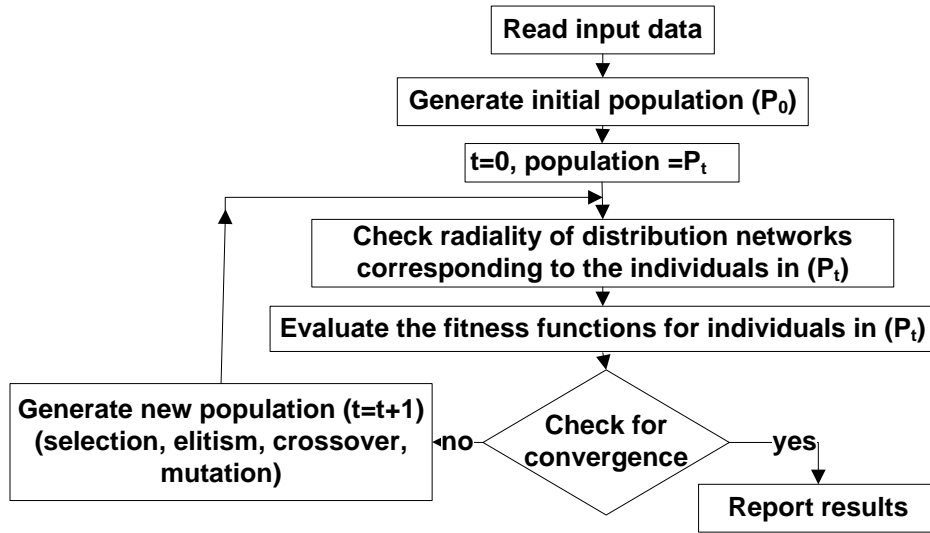 Read input data
Generate initial population (P₀)
t=0, population =Pₜ
Check radiality of distribution networks
corresponding to the individuals in (Pₜ)
Evaluate the fitness functions for individuals in (Pₜ)
Check for
convergence
no
yes
Generate new population (t=t+1)
(selection, elitism, crossover,
mutation)
Report results